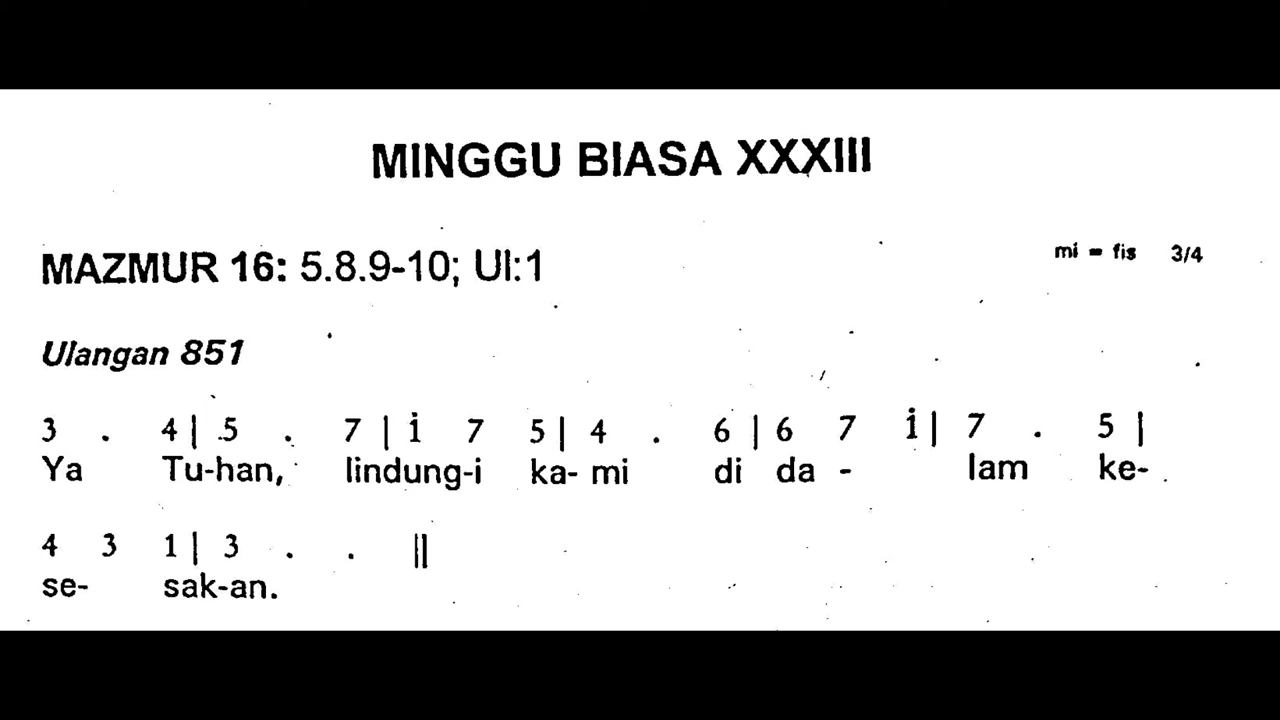 MINGGU BIASA XXXIII
MAZMUR 16: 5.8.9-10; Ul:1
mi = fis 3/4
Ulangan 851
3 . 4 | 5 . 7 | i̇ 7 5 | 4 . 6 | 6 7 i̇ | 7 . 5 |
Ya Tu-han, lindung-i ka- mi di da - lam ke-
4 3 1 | 3 . . ||
se- sak-an.